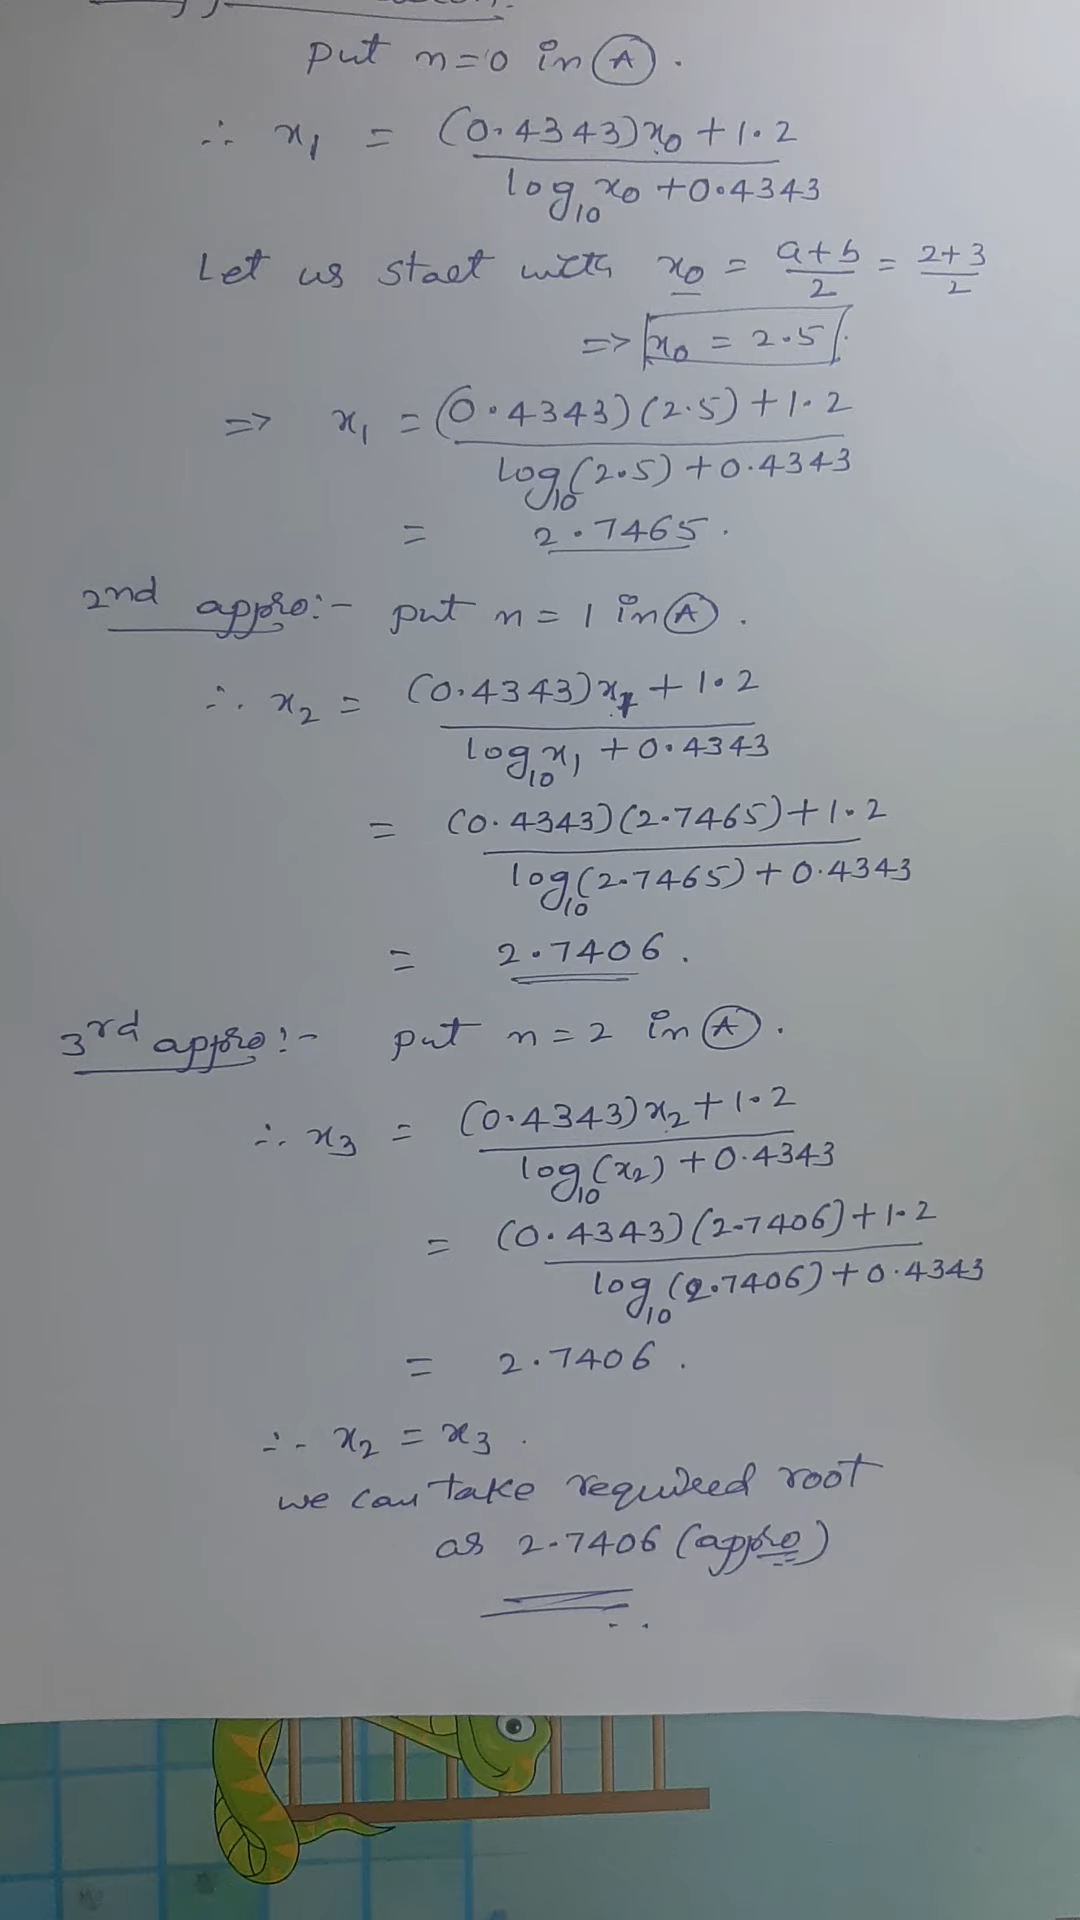 Put n=0 in Ⓐ.
∴ x₁ = (0.4343)x₀ + 1.2
log₁₀x₀ + 0.4343
Let us start with x₀ = a+b/2 = 2+3/2
=> x₀ = 2.5
=> x₁ = (0.4343)(2.5) + 1.2
log₁₀(2.5) + 0.4343
= 2.7465.
2nd appro:- put n = 1 in Ⓐ.
∴ x₂ = (0.4343)x₁ + 1.2
log₁₀x₁ + 0.4343
= (0.4343)(2.7465) + 1.2
log₁₀(2.7465) + 0.4343
= 2.7406.
3rd appro:- put n = 2 in Ⓐ.
∴ x₃ = (0.4343)x₂ + 1.2
log₁₀(x₂) + 0.4343
= (0.4343)(2.7406) + 1.2
log₁₀(2.7406) + 0.4343
= 2.7406.
∴ x₂ = x₃.
we can take required root
as 2.7406 (appro)